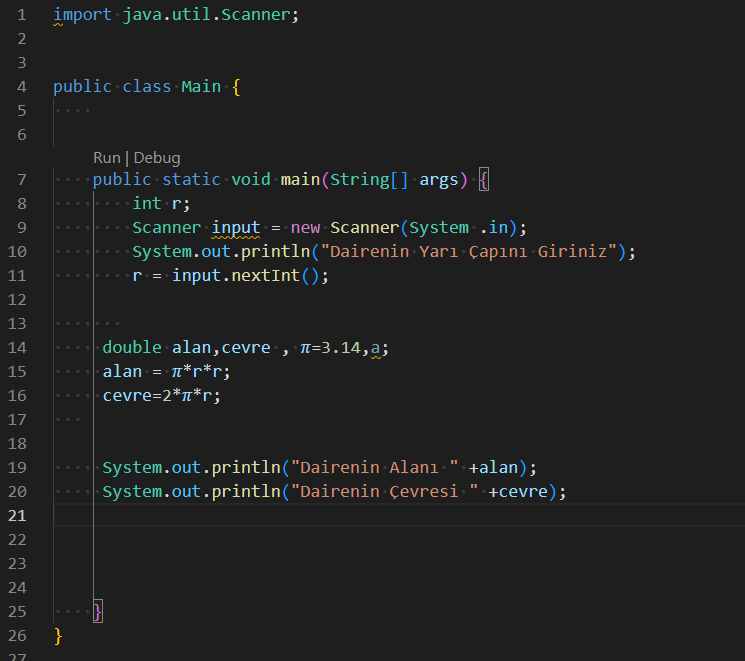 1 import java.util.Scanner;
2
3
4 public class Main {
5
6
Run | Debug
7 public static void main(String[] args) {
8 int r;
9 Scanner input = new Scanner(System .in);
10 System.out.println("Dairenin Yarı Çapını Giriniz");
11 r = input.nextInt();
12
13
14 double alan,cevre , π=3.14,a;
15 alan = π*r*r;
16 cevre=2*π*r;
17
18
19 System.out.println("Dairenin Alanı " +alan);
20 System.out.println("Dairenin Çevresi " +cevre);
21
22
23
24
25 }
26 }
27